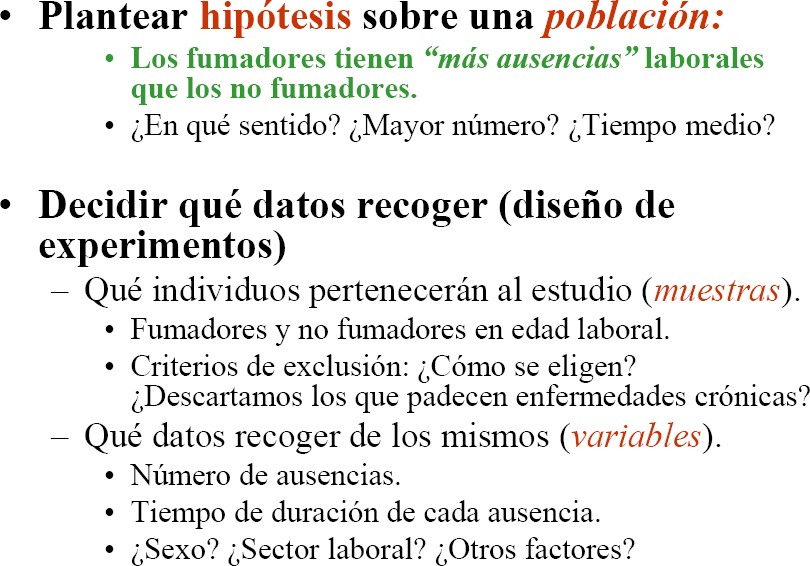 • Plantear hipótesis sobre una población:
• Los fumadores tienen “más ausencias” laborales
que los no fumadores.
• ¿En qué sentido? ¿Mayor número? ¿Tiempo medio?
• Decidir qué datos recoger (diseño de
experimentos)
– Qué individuos pertenecerán al estudio (muestras).
• Fumadores y no fumadores en edad laboral.
• Criterios de exclusión: ¿Cómo se eligen?
¿Descartamos los que padecen enfermedades crónicas?
– Qué datos recoger de los mismos (variables).
• Número de ausencias.
• Tiempo de duración de cada ausencia.
• ¿Sexo? ¿Sector laboral? ¿Otros factores?